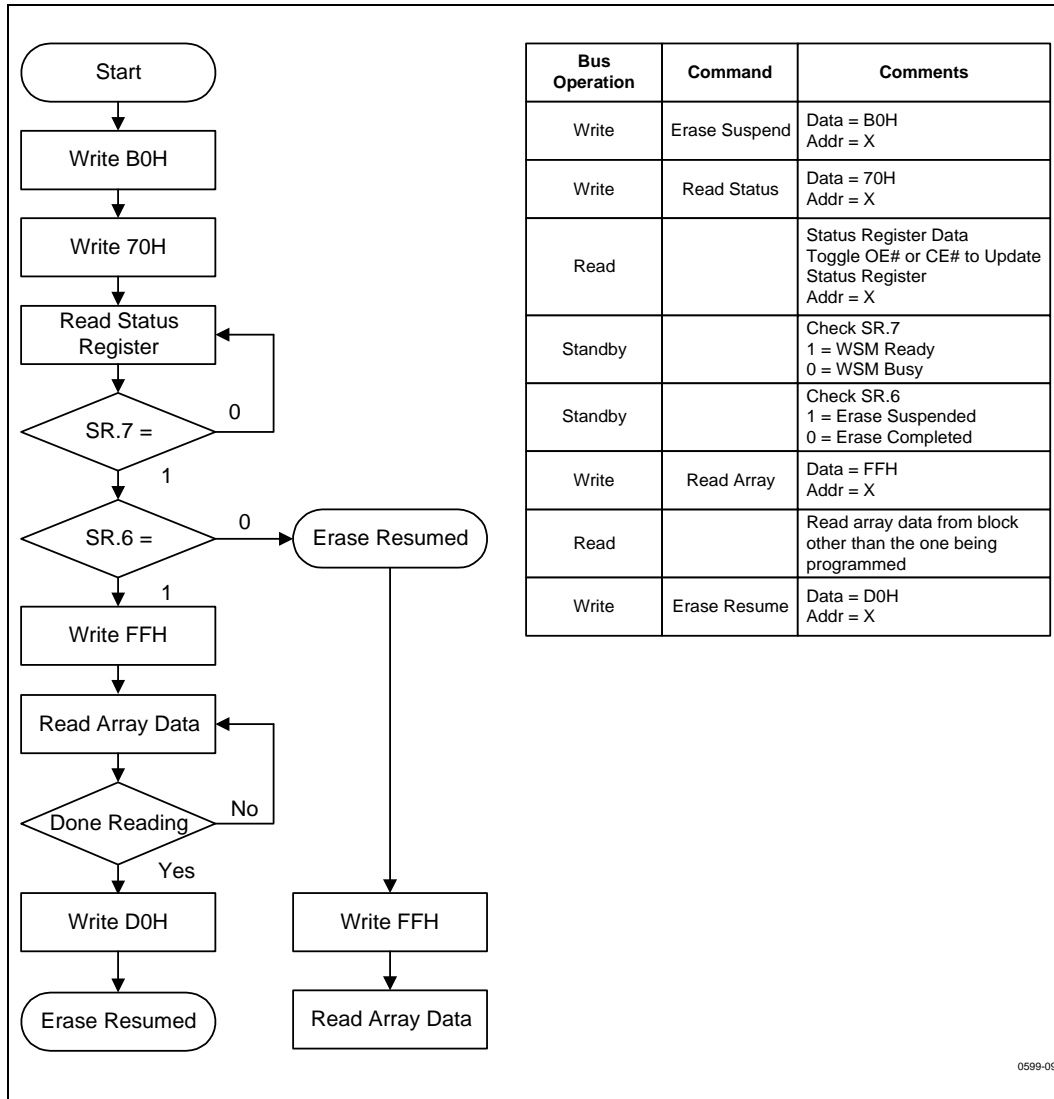 Start
Write B0H
Write 70H
Read Status
Register
0
SR.7 =
1
0
SR.6 =
Erase Resumed
1
Write FFH
Read Array Data
No
Done Reading
Yes
Write D0H
Write FFH
Erase Resumed
Read Array Data
Bus
Operation
Command
Comments
Write
Erase Suspend
Data = B0H
Addr = X
Write
Read Status
Data = 70H
Addr = X
Read
Status Register Data
Toggle OE# or CE# to Update
Status Register
Addr = X
Standby
Check SR.7
1 = WSM Ready
0 = WSM Busy
Standby
Check SR.6
1 = Erase Suspended
0 = Erase Completed
Write
Read Array
Data = FFH
Addr = X
Read
Read array data from block
other than the one being
programmed
Write
Erase Resume
Data = D0H
Addr = X
0599-09